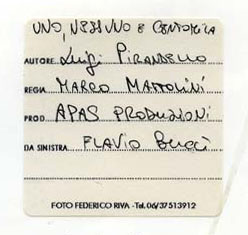 UNO, NESSUNO E CENTOMILA
AUTORE Luigi PIRANDELLO
REGIA MARCO MATTOLINI
PROD. APAS PRODUZIONI
DA SINISTRA FLAVIO Bucci
FOTO FEDERICO RIVA - Tel. 06/37513912